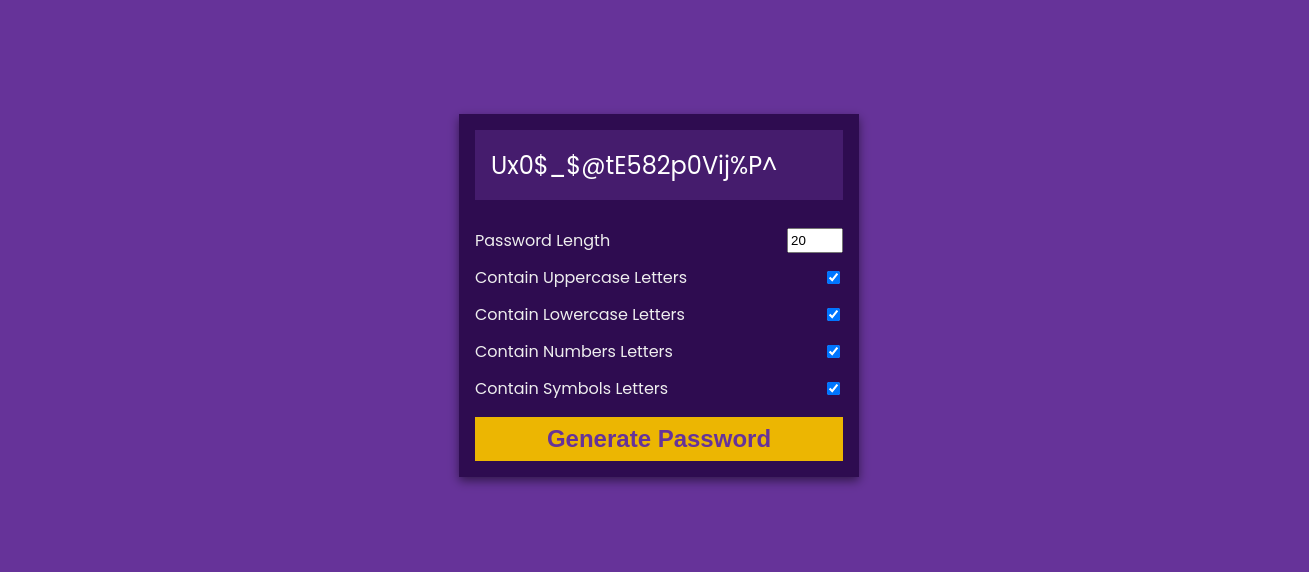 Ux0$_$@tE582p0Vij%P^
Password Length 20
Contain Uppercase Letters
Contain Lowercase Letters
Contain Numbers Letters
Contain Symbols Letters
Generate Password